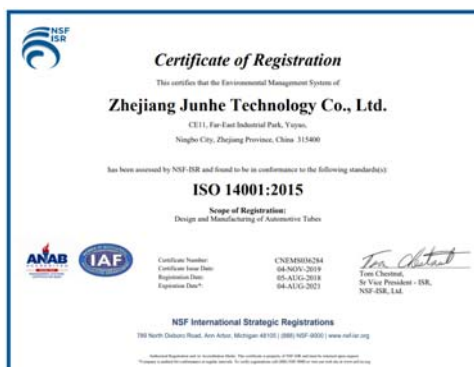 NSF
ISR
Certificate of Registration
This certifies that the Environmental Management System of
Zhejiang Junhe Technology Co., Ltd.
CE11, Far-East Industrial Park, Yuyao,
Ningbo City, Zhejiang Province, China 315400
has been assessed by NSF-ISR and found to be in conformance to the following standard(s):
ISO 14001:2015
Scope of Registration:
Design and Manufacturing of Automotive Tubes
ANAB
ACCREDITED
IAF
Certificate Number: CNEMS036284
Certificate Issue Date: 04-NOV-2019
Registration Date: 05-AUG-2018
Expiration Date*: 04-AUG-2021
Tom Chestnut
Tom Chestnut,
Sr Vice President - ISR,
NSF-ISR, Ltd.
NSF International Strategic Registrations
789 North Dixboro Road, Ann Arbor, Michigan 48105 | (888) NSF-9000 | www.nsf-isr.org